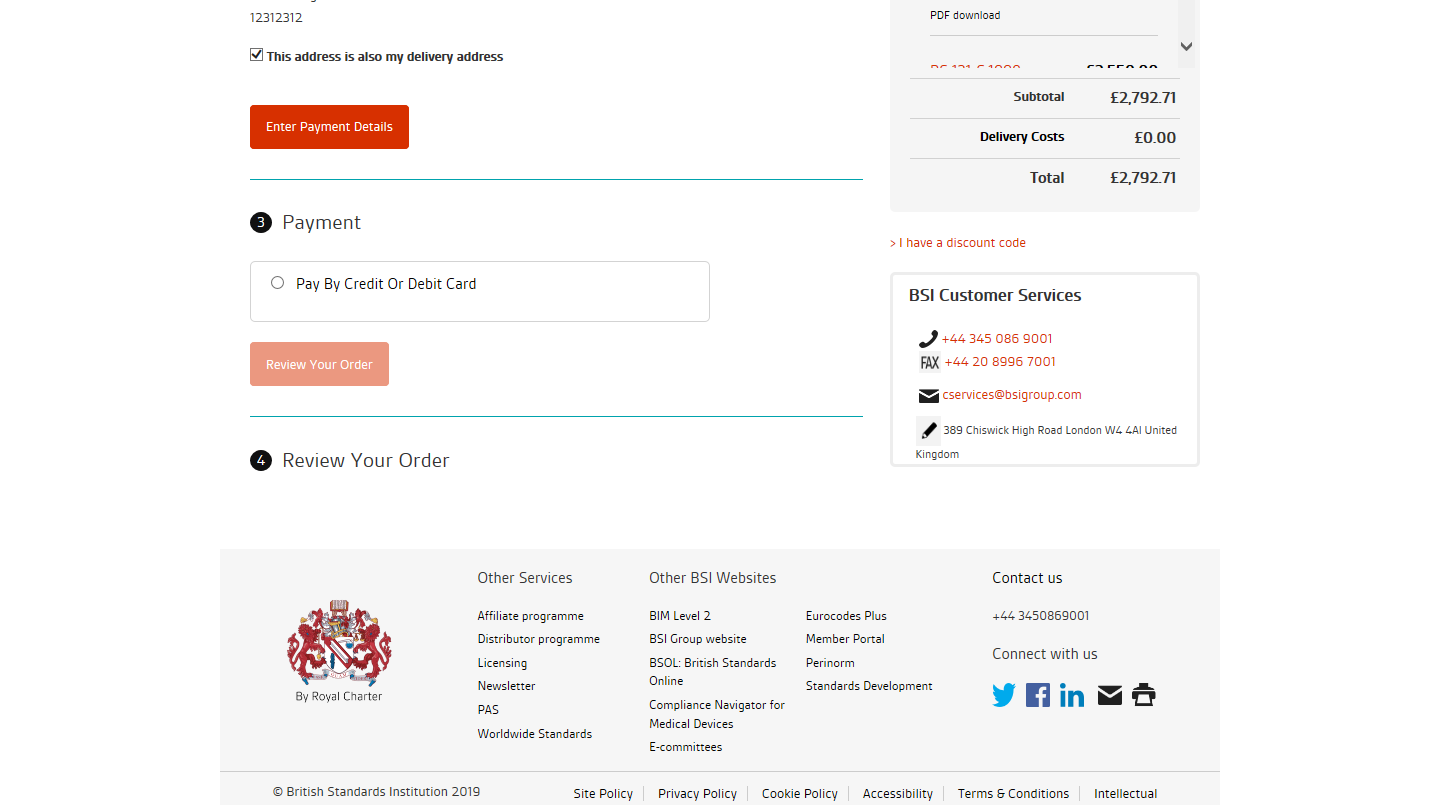 12312312
This address is also my delivery address
Enter Payment Details
3 Payment
Pay By Credit Or Debit Card
Review Your Order
4 Review Your Order
PDF download
Subtotal £2,792.71
Delivery Costs £0.00
Total £2,792.71
> I have a discount code
BSI Customer Services
+44 345 086 9001
FAX +44 20 8996 7001
cservices@bsigroup.com
389 Chiswick High Road London W4 4Al United
Kingdom
By Royal Charter
Other Services
Affiliate programme
Distributor programme
Licensing
Newsletter
PAS
Worldwide Standards
Other BSI Websites
BIM Level 2
BSI Group website
BSOL: British Standards
Online
Compliance Navigator for
Medical Devices
E-committees
Eurocodes Plus
Member Portal
Perinorm
Standards Development
Contact us
+44 3450869001
Connect with us
© British Standards Institution 2019
Site Policy
Privacy Policy
Cookie Policy
Accessibility
Terms & Conditions
Intellectual